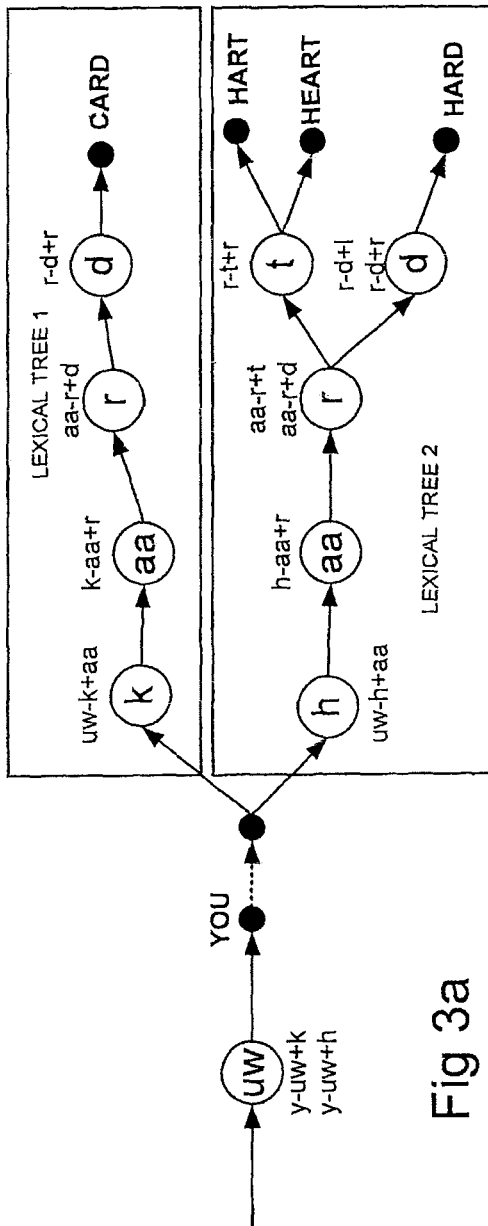 LEXICAL TREE 1
uw-k+aa
k
k-aa+r
aa
aa-r+d
r
r-d+r
d
CARD
y-uw+k
y-uw+h
uw
YOU
LEXICAL TREE 2
uw-h+aa
h
h-aa+r
aa
aa-r+t
aa-r+d
r
r-t+r
t
HART
HEART
r-d+l
r-d+r
d
HARD
Fig 3a